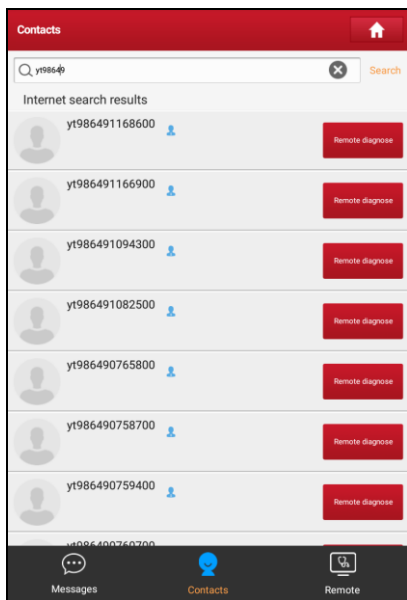 Contacts
yt98649
Search
Internet search results
yt986491168600
Remote diagnose
yt986491166900
Remote diagnose
yt986491094300
Remote diagnose
yt986491082500
Remote diagnose
yt986490765800
Remote diagnose
yt986490758700
Remote diagnose
yt986490759400
Remote diagnose
Messages
Contacts
Remote